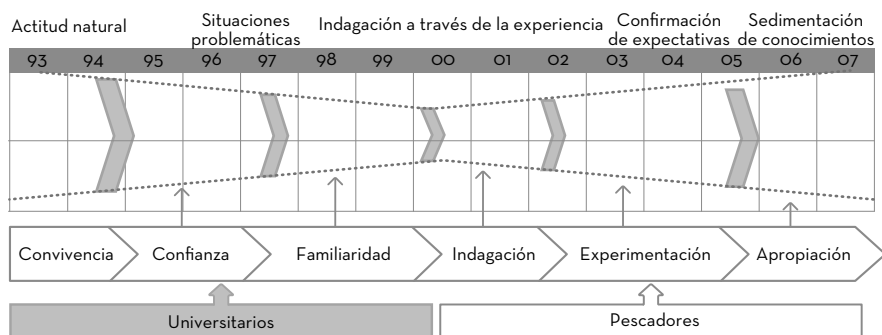 Actitud natural
Situaciones
problemáticas
Indagación a través de la experiencia
Confirmación
de expectativas
Sedimentación
de conocimientos
93 94 95 96 97 98 99 00 01 02 03 04 05 06 07
Convivencia Confianza Familiaridad Indagación Experimentación Apropiación
Universitarios Pescadores